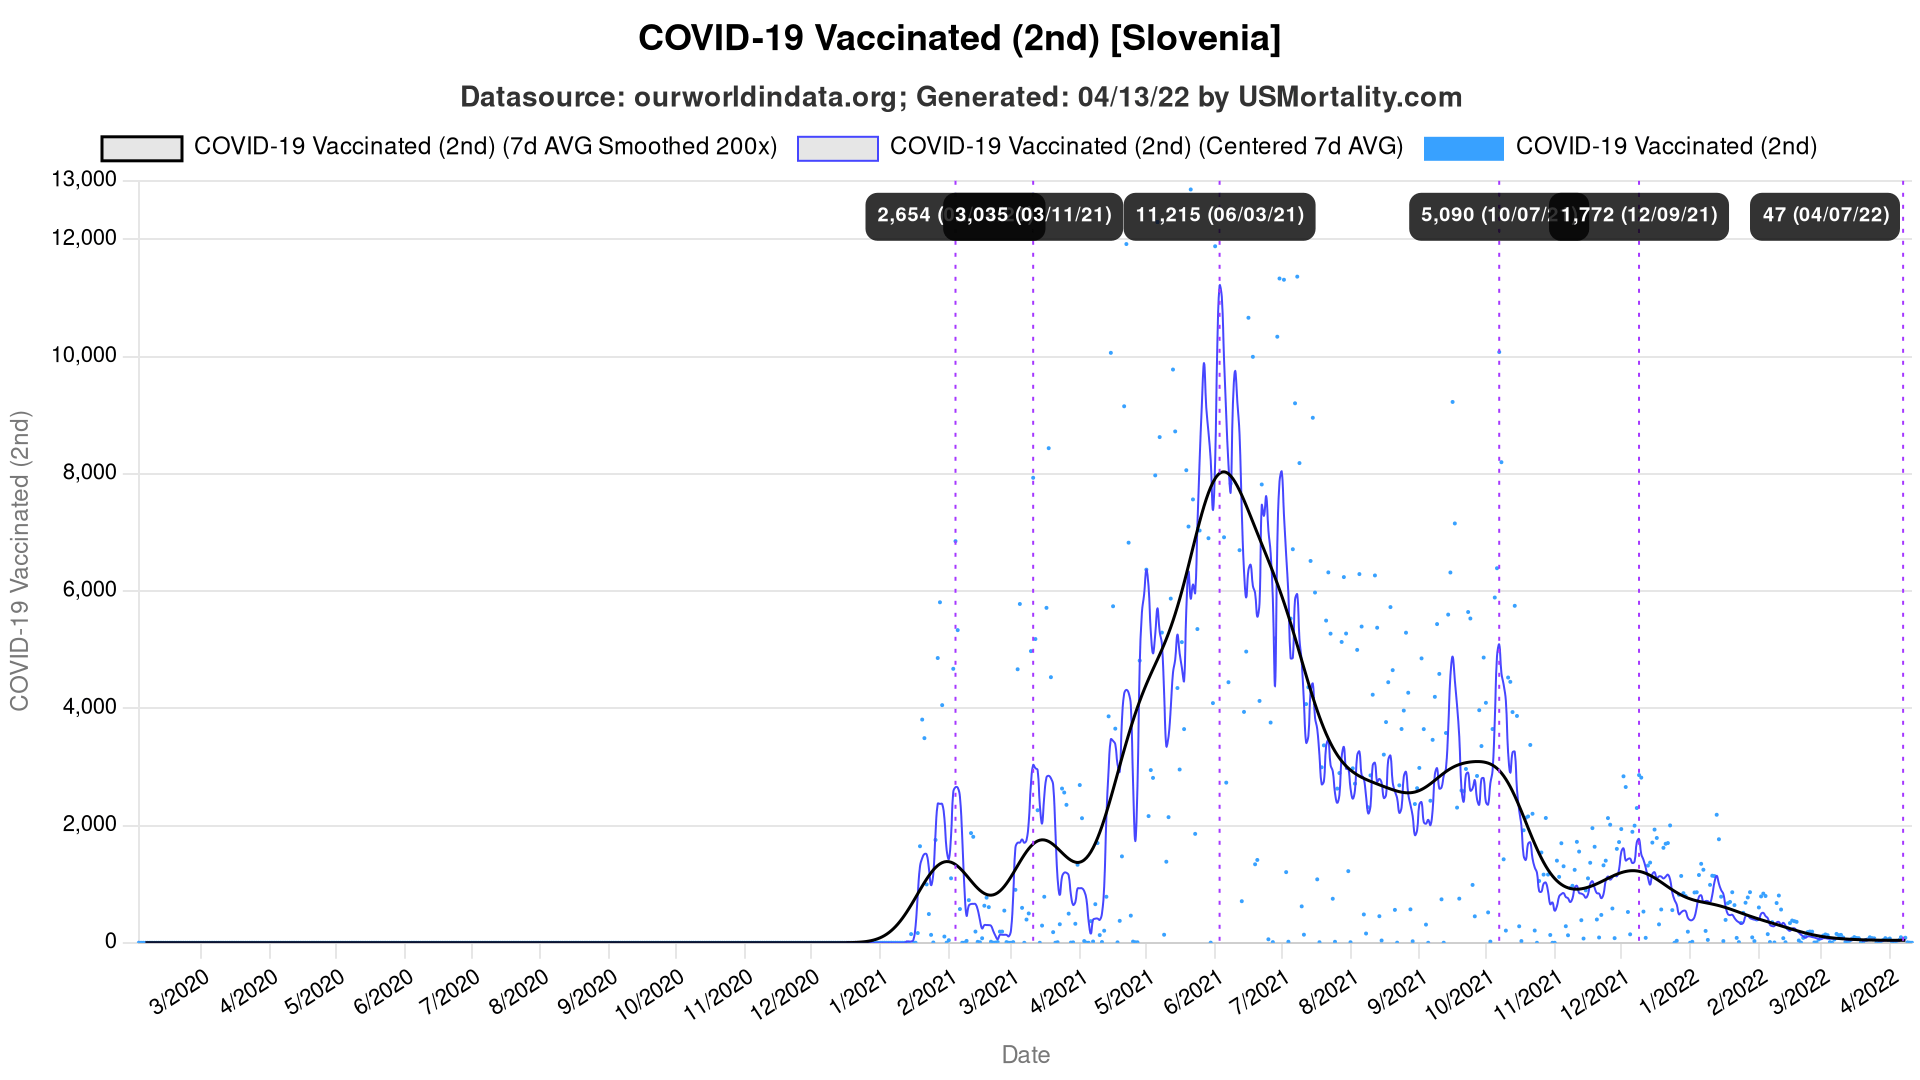 COVID-19 Vaccinated (2nd) [Slovenia]
Datasource: ourworldindata.org; Generated: 04/13/22 by USMortality.com
COVID-19 Vaccinated (2nd) (7d AVG Smoothed 200x) COVID-19 Vaccinated (2nd) (Centered 7d AVG) COVID-19 Vaccinated (2nd)
13,000
2,654 ( 3,035 (03/11/21) 11,215 (06/03/21) 5,090 (10/07/ 1,772 (12/09/21) 47 (04/07/22)
12,000
10,000
8,000
6,000
4,000
2,000
0
COVID-19 Vaccinated (2nd)
3/2020 4/2020 5/2020 6/2020 7/2020 8/2020 9/2020 10/2020 11/2020 12/2020 1/2021 2/2021 3/2021 4/2021 5/2021 6/2021 7/2021 8/2021 9/2021 10/2021 11/2021 12/2021 1/2022 2/2022 3/2022 4/2022
Date